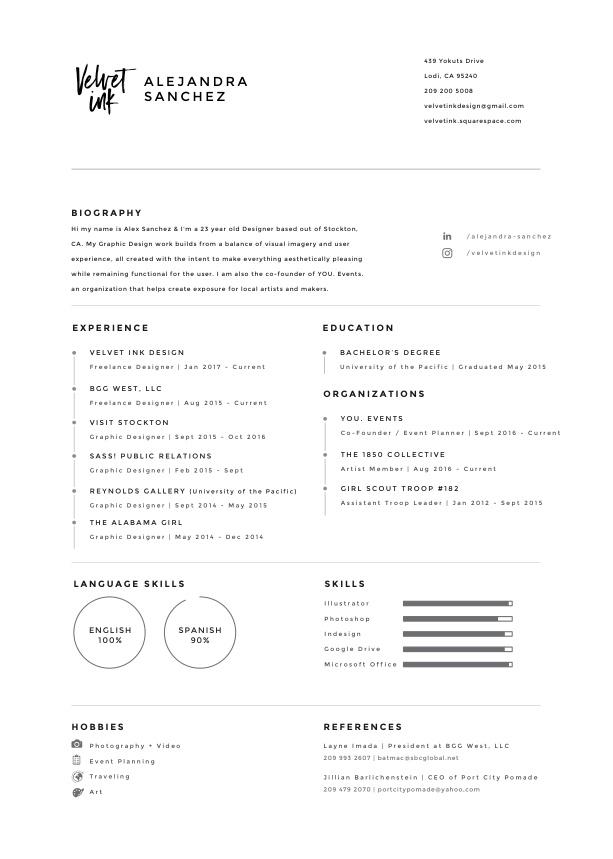 Velvet
ink
ALEJANDRA
SANCHEZ
439 Yokuts Drive
Lodi, CA 95240
209 200 5008
velvetinkdesign@gmail.com
velvetink.squarespace.com
BIOGRAPHY
Hi my name is Alex Sanchez & I'm a 23 year old Designer based out of Stockton,
CA. My Graphic Design work builds from a balance of visual imagery and user
experience, all created with the intent to make everything aesthetically pleasing
while remaining functional for the user. I am also the co-founder of YOU. Events,
an organization that helps create exposure for local artists and makers.
in /alejandra-sanchez
/velvetinkdesign
EXPERIENCE
VELVET INK DESIGN
Freelance Designer | Jan 2017 - Current
BGG WEST, LLC
Freelance Designer | Aug 2015 - Current
VISIT STOCKTON
Graphic Designer | Sept 2015 - Oct 2016
SASS! PUBLIC RELATIONS
Graphic Designer | Feb 2015 - Sept
REYNOLDS GALLERY (University of the Pacific)
Graphic Designer | Sept 2014 - May 2015
THE ALABAMA GIRL
Graphic Designer | May 2014 - Dec 2014
EDUCATION
BACHELOR'S DEGREE
University of the Pacific | Graduated May 2015
ORGANIZATIONS
YOU. EVENTS
Co-Founder / Event Planner | Sept 2016 - Current
THE 1850 COLLECTIVE
Artist Member | Aug 2016 - Current
GIRL SCOUT TROOP #182
Assistant Troop Leader | Jan 2012 - Sept 2015
LANGUAGE SKILLS
ENGLISH
100%
SPANISH
90%
SKILLS
Illustrator
Photoshop
Indesign
Google Drive
Microsoft Office
HOBBIES
Photography + Video
Event Planning
Traveling
Art
REFERENCES
Layne Imada | President at BGG West, LLC
209 993 2607 | batmac@sbcglobal.net
Jillian Barlichenstein | CEO of Port City Pomade
209 479 2070 | portcitypomade@yahoo.com